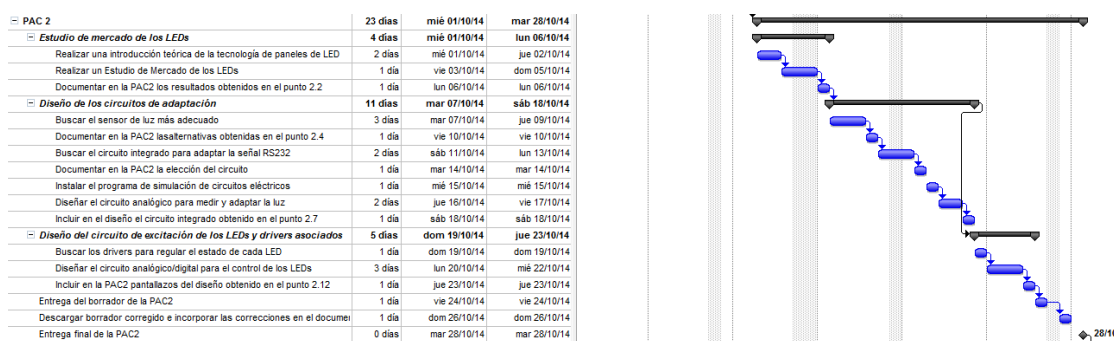 PAC 2 23 días mié 01/10/14 mar 28/10/14
Estudio de mercado de los LEDs 4 días mié 01/10/14 lun 06/10/14
Realizar una introducción teórica de la tecnología de paneles de LED 2 días mié 01/10/14 jue 02/10/14
Realizar un Estudio de Mercado de los LEDs 1 día vie 03/10/14 dom 05/10/14
Documentar en la PAC2 los resultados obtenidos en el punto 2.2 1 día lun 06/10/14 lun 06/10/14
Diseño de los circuitos de adaptación 11 días mar 07/10/14 sáb 18/10/14
Buscar el sensor de luz más adecuado 3 días mar 07/10/14 jue 09/10/14
Documentar en la PAC2 lasalternativas obtenidas en el punto 2.4 1 día vie 10/10/14 vie 10/10/14
Buscar el circuito integrado para adaptar la señal RS232 2 días sáb 11/10/14 lun 13/10/14
Documentar en la PAC2 la elección del circuito 1 día mar 14/10/14 mar 14/10/14
Instalar el programa de simulación de circuitos eléctricos 1 día mié 15/10/14 mié 15/10/14
Diseñar el circuito analógico para medir y adaptar la luz 2 días jue 16/10/14 vie 17/10/14
Incluir en el diseño el circuito integrado obtenido en el punto 2.7 1 día sáb 18/10/14 sáb 18/10/14
Diseño del circuito de excitación de los LEDs y drivers asociados 5 días dom 19/10/14 jue 23/10/14
Buscar los drivers para regular el estado de cada LED 1 día dom 19/10/14 dom 19/10/14
Diseñar el circuito analógico/digital para el control de los LEDs 3 días lun 20/10/14 mié 22/10/14
Incluir en la PAC2 pantallazos del diseño obtenido en el punto 2.12 1 día jue 23/10/14 jue 23/10/14
Entrega del borrador de la PAC2 1 día vie 24/10/14 vie 24/10/14
Descargar borrador corregido e incorporar las correcciones en el documen 1 día dom 26/10/14 dom 26/10/14
Entrega final de la PAC2 0 días mar 28/10/14 mar 28/10/14 28/10